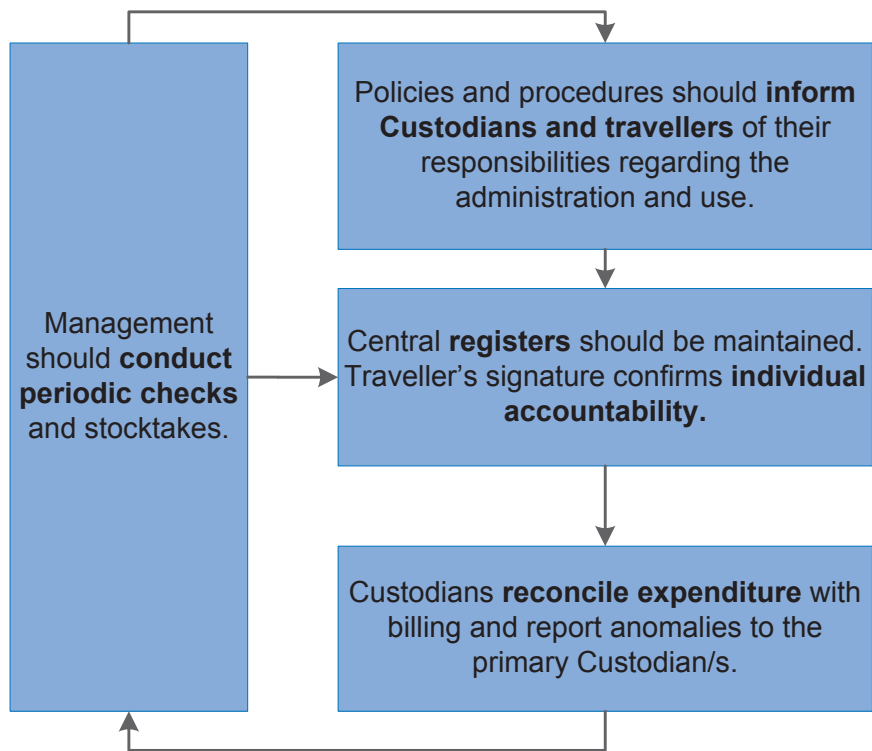 Policies and procedures should inform
Custodians and travellers of their
responsibilities regarding the
administration and use.
Management
should conduct
periodic checks
and stocktakes.
Central registers should be maintained.
Traveller’s signature confirms individual
accountability.
Custodians reconcile expenditure with
billing and report anomalies to the
primary Custodian/s.